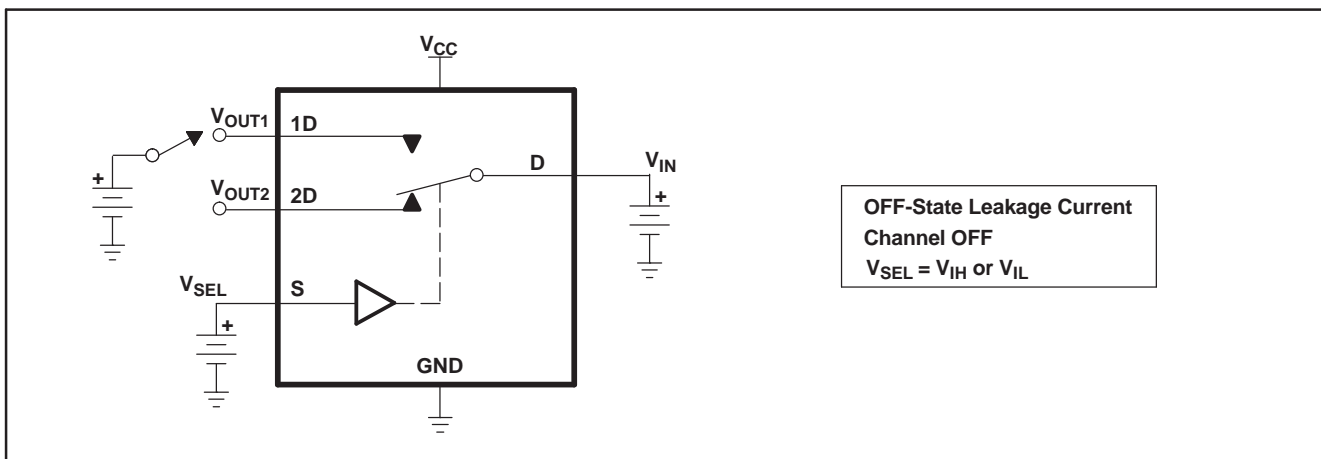 VCC
VOUT1 1D
D VIN
+
VOUT2 2D
+
VSEL S
+
GND
OFF-State Leakage Current
Channel OFF
VSEL = VIH or VIL